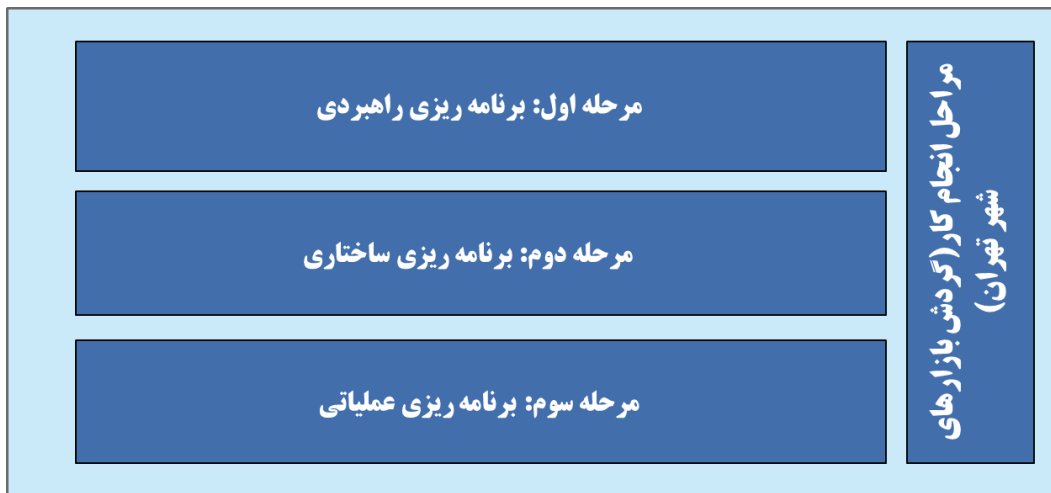 مراحل انجام کار(گردش بازارهای
شهر تهران)
مرحله اول: برنامه ریزی راهبردی
مرحله دوم: برنامه ریزی ساختاری
مرحله سوم: برنامه ریزی عملیاتی